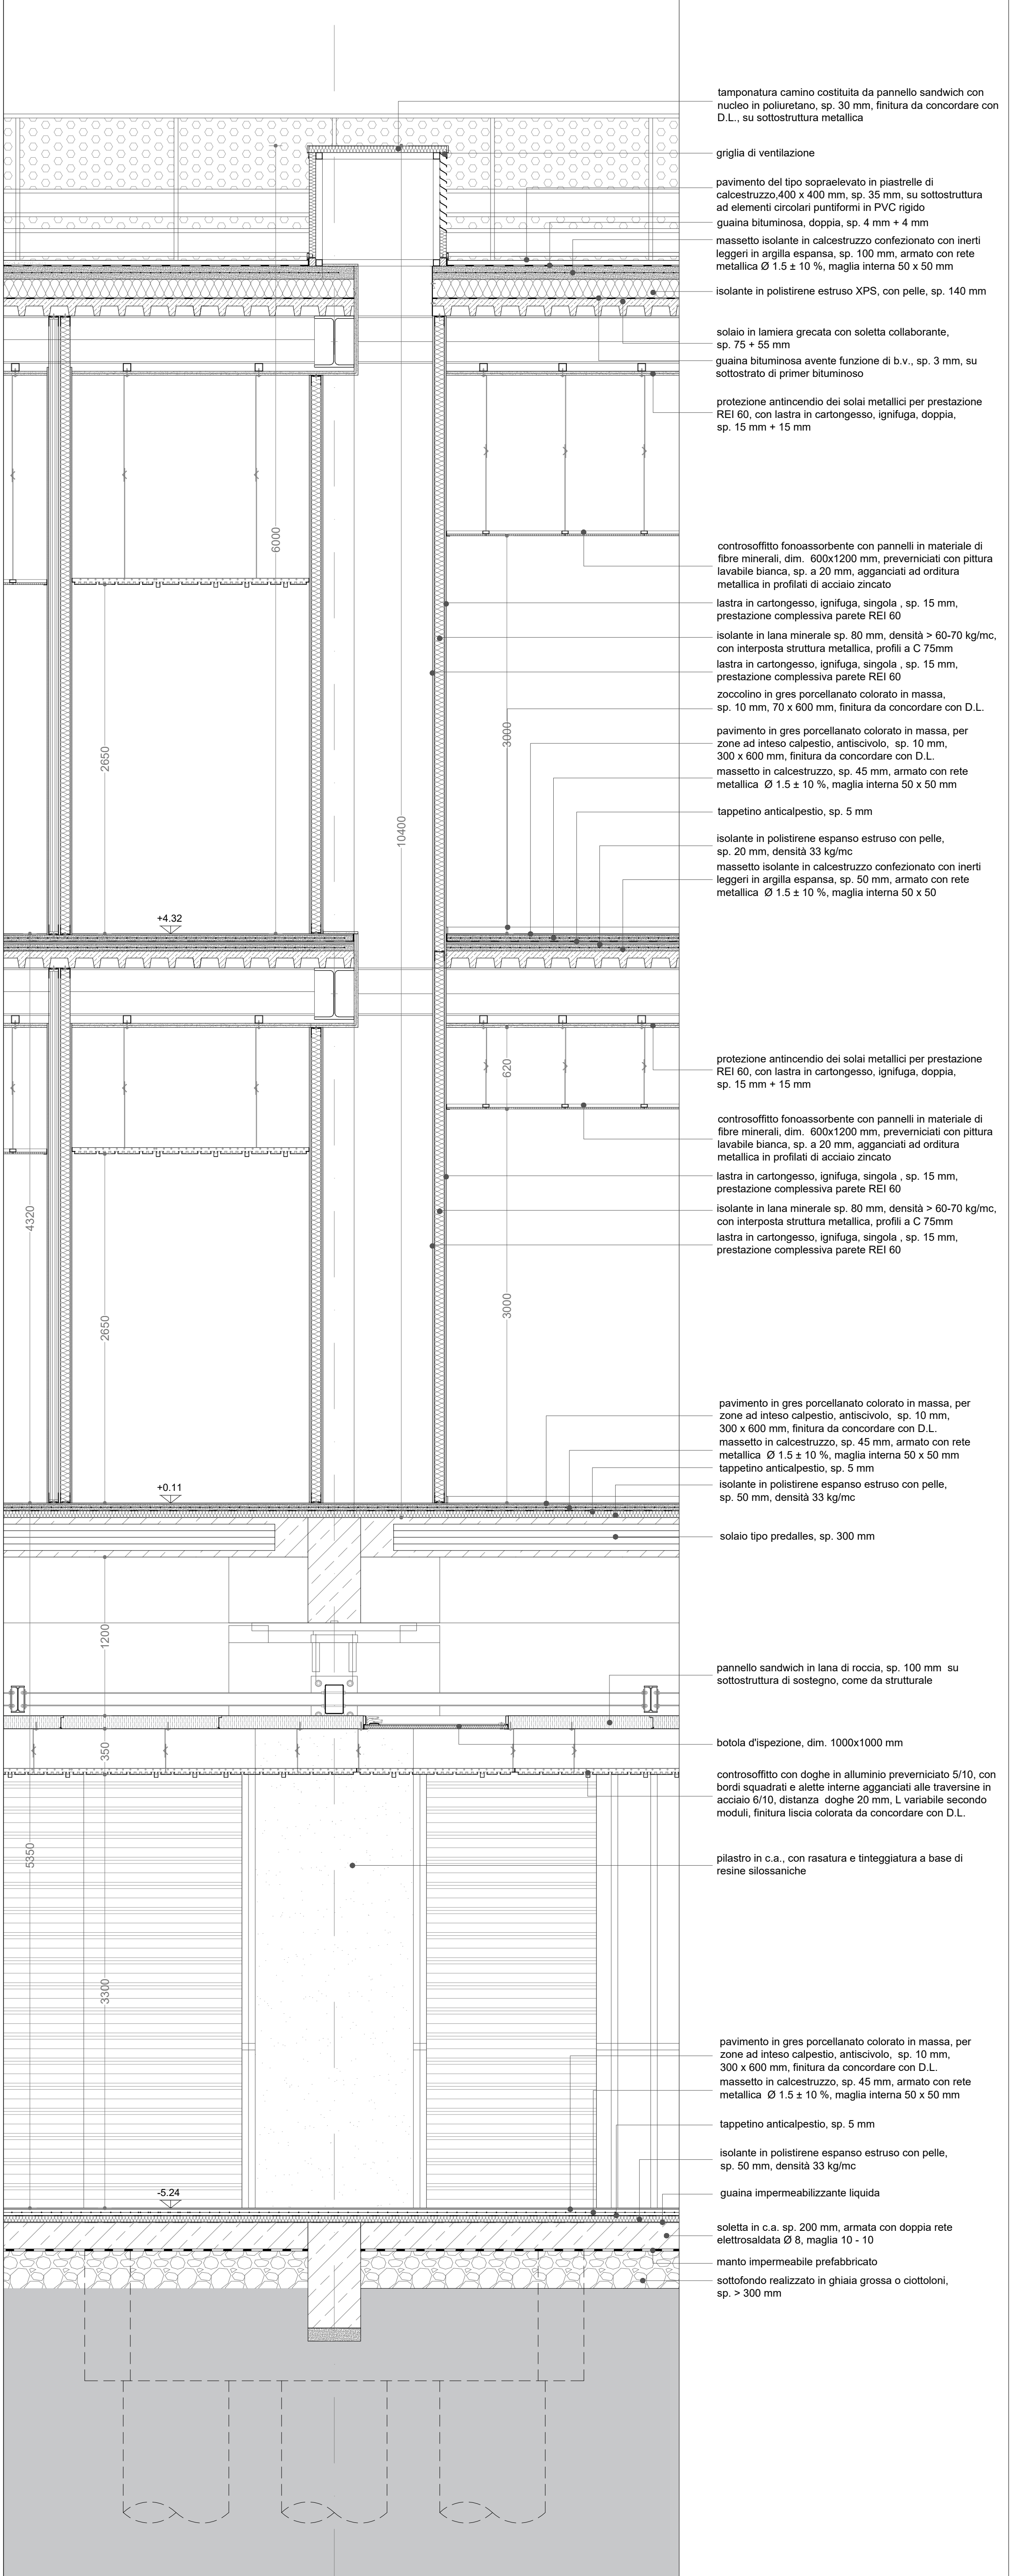 tamponatura camino costituita da pannello sandwich con
nucleo in poliuretano, sp. 30 mm, finitura da concordare con
D.L., su sottostruttura metallica
griglia di ventilazione
pavimento del tipo sopraelevato in piastrelle di
calcestruzzo,400 x 400 mm, sp. 35 mm, su sottostruttura
ad elementi circolari puntiformi in PVC rigido
guaina bituminosa, doppia, sp. 4 mm + 4 mm
massetto isolante in calcestruzzo confezionato con inerti
leggeri in argilla espansa, sp. 100 mm, armato con rete
metallica Ø 1.5 ± 10 %, maglia interna 50 x 50 mm
isolante in polistirene estruso XPS, con pelle, sp. 140 mm
solaio in lamiera grecata con soletta collaborante,
sp. 75 + 55 mm
guaina bituminosa avente funzione di b.v., sp. 3 mm, su
sottostrato di primer bituminoso
protezione antincendio dei solai metallici per prestazione
REI 60, con lastra in cartongesso, ignifuga, doppia,
sp. 15 mm + 15 mm
6000
controsoffitto fonoassorbente con pannelli in materiale di
fibre minerali, dim.  600x1200 mm, preverniciati con pittura
lavabile bianca, sp. a 20 mm, agganciati ad orditura
metallica in profilati di acciaio zincato
lastra in cartongesso, ignifuga, singola , sp. 15 mm,
prestazione complessiva parete REI 60
isolante in lana minerale sp. 80 mm, densità > 60-70 kg/mc,
con interposta struttura metallica, profili a C 75mm
lastra in cartongesso, ignifuga, singola , sp. 15 mm,
prestazione complessiva parete REI 60
zoccolino in gres porcellanato colorato in massa,
sp. 10 mm, 70 x 600 mm, finitura da concordare con D.L.
3000
2650
pavimento in gres porcellanato colorato in massa, per
zone ad inteso calpestio, antiscivolo,  sp. 10 mm,
300 x 600 mm, finitura da concordare con D.L.
massetto in calcestruzzo, sp. 45 mm, armato con rete
metallica  Ø 1.5 ± 10 %, maglia interna 50 x 50 mm
tappetino anticalpestio, sp. 5 mm
10400
isolante in polistirene espanso estruso con pelle,
sp. 20 mm, densità 33 kg/mc
massetto isolante in calcestruzzo confezionato con inerti
leggeri in argilla espansa, sp. 50 mm, armato con rete
metallica  Ø 1.5 ± 10 %, maglia interna 50 x 50
+4.32
620
protezione antincendio dei solai metallici per prestazione
REI 60, con lastra in cartongesso, ignifuga, doppia,
sp. 15 mm + 15 mm
controsoffitto fonoassorbente con pannelli in materiale di
fibre minerali, dim.  600x1200 mm, preverniciati con pittura
lavabile bianca, sp. a 20 mm, agganciati ad orditura
metallica in profilati di acciaio zincato
lastra in cartongesso, ignifuga, singola , sp. 15 mm,
prestazione complessiva parete REI 60
4320
isolante in lana minerale sp. 80 mm, densità > 60-70 kg/mc,
con interposta struttura metallica, profili a C 75mm
lastra in cartongesso, ignifuga, singola , sp. 15 mm,
prestazione complessiva parete REI 60
3000
2650
pavimento in gres porcellanato colorato in massa, per
zone ad inteso calpestio, antiscivolo,  sp. 10 mm,
300 x 600 mm, finitura da concordare con D.L.
massetto in calcestruzzo, sp. 45 mm, armato con rete
metallica  Ø 1.5 ± 10 %, maglia interna 50 x 50 mm
tappetino anticalpestio, sp. 5 mm
+0.11
isolante in polistirene espanso estruso con pelle,
sp. 50 mm, densità 33 kg/mc
solaio tipo predalles, sp. 300 mm
1200
pannello sandwich in lana di roccia, sp. 100 mm  su
sottostruttura di sostegno, come da strutturale
botola d'ispezione, dim. 1000x1000 mm
350
controsoffitto con doghe in alluminio preverniciato 5/10, con
bordi squadrati e alette interne agganciati alle traversine in
acciaio 6/10, distanza  doghe 20 mm, L variabile secondo
moduli, finitura liscia colorata da concordare con D.L.
5350
pilastro in c.a., con rasatura e tinteggiatura a base di
resine silossaniche
3300
pavimento in gres porcellanato colorato in massa, per
zone ad inteso calpestio, antiscivolo,  sp. 10 mm,
300 x 600 mm, finitura da concordare con D.L.
massetto in calcestruzzo, sp. 45 mm, armato con rete
metallica  Ø 1.5 ± 10 %, maglia interna 50 x 50 mm
tappetino anticalpestio, sp. 5 mm
isolante in polistirene espanso estruso con pelle,
sp. 50 mm, densità 33 kg/mc
-5.24
guaina impermeabilizzante liquida
soletta in c.a. sp. 200 mm, armata con doppia rete
elettrosaldata Ø 8, maglia 10 - 10
manto impermeabile prefabbricato
sottofondo realizzato in ghiaia grossa o ciottoloni,
sp. > 300 mm